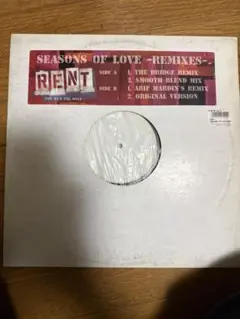 SEASONS OF LOVE -REMIXES-
RENT
SIDE A 1. THE BRIDGE REMIX
2. SMOOTH BLEND MIX
SIDE B 1. ARIF MARDIN'S REMIX
2. ORIGINAL VERSION